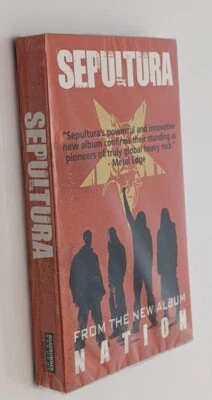 SEPULTURA
"Sepultura's powerful and innovative
new album confirms their standing as
pioneers of truly global heavy rock."
- Metal Edge
FROM THE NEW ALBUM
NATION
SEPULTURA
ROADRUNNER